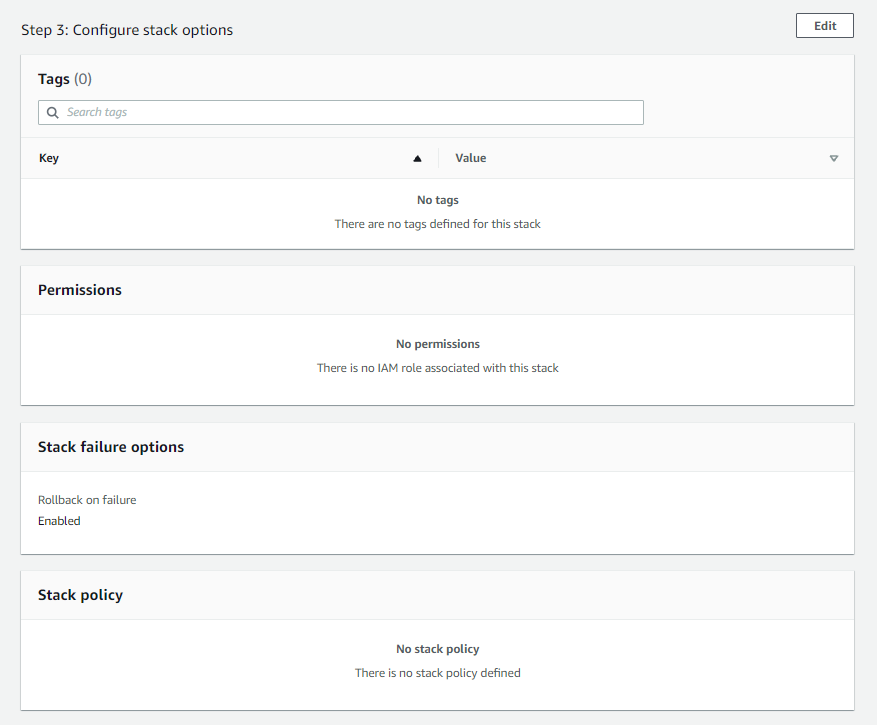 Step 3: Configure stack options
Edit
Tags (0)
Search tags
Key
Value
No tags
There are no tags defined for this stack
Permissions
No permissions
There is no IAM role associated with this stack
Stack failure options
Rollback on failure
Enabled
Stack policy
No stack policy
There is no stack policy defined